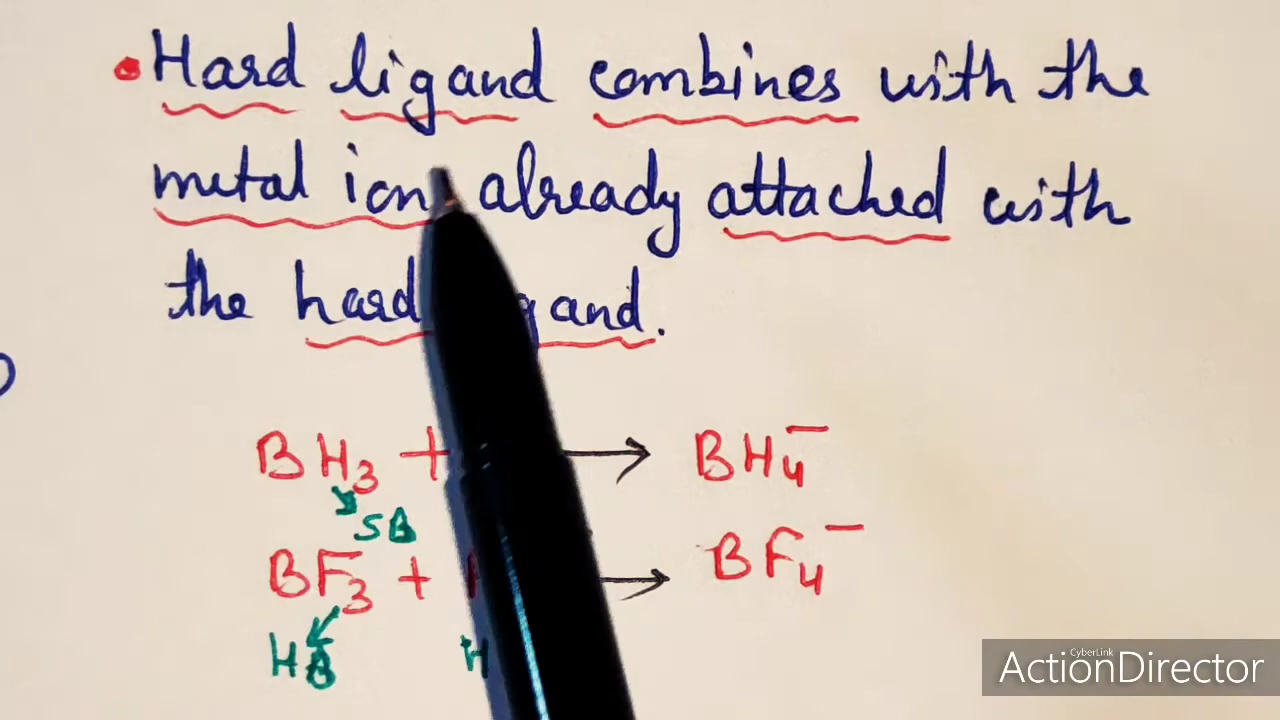 Hard ligand combines with the
metal ion already attached with
the hard and.
BH₃ + → BH₄⁻
SB
BF₃ + → BF₄⁻
HB H
CyberLink
ActionDirector